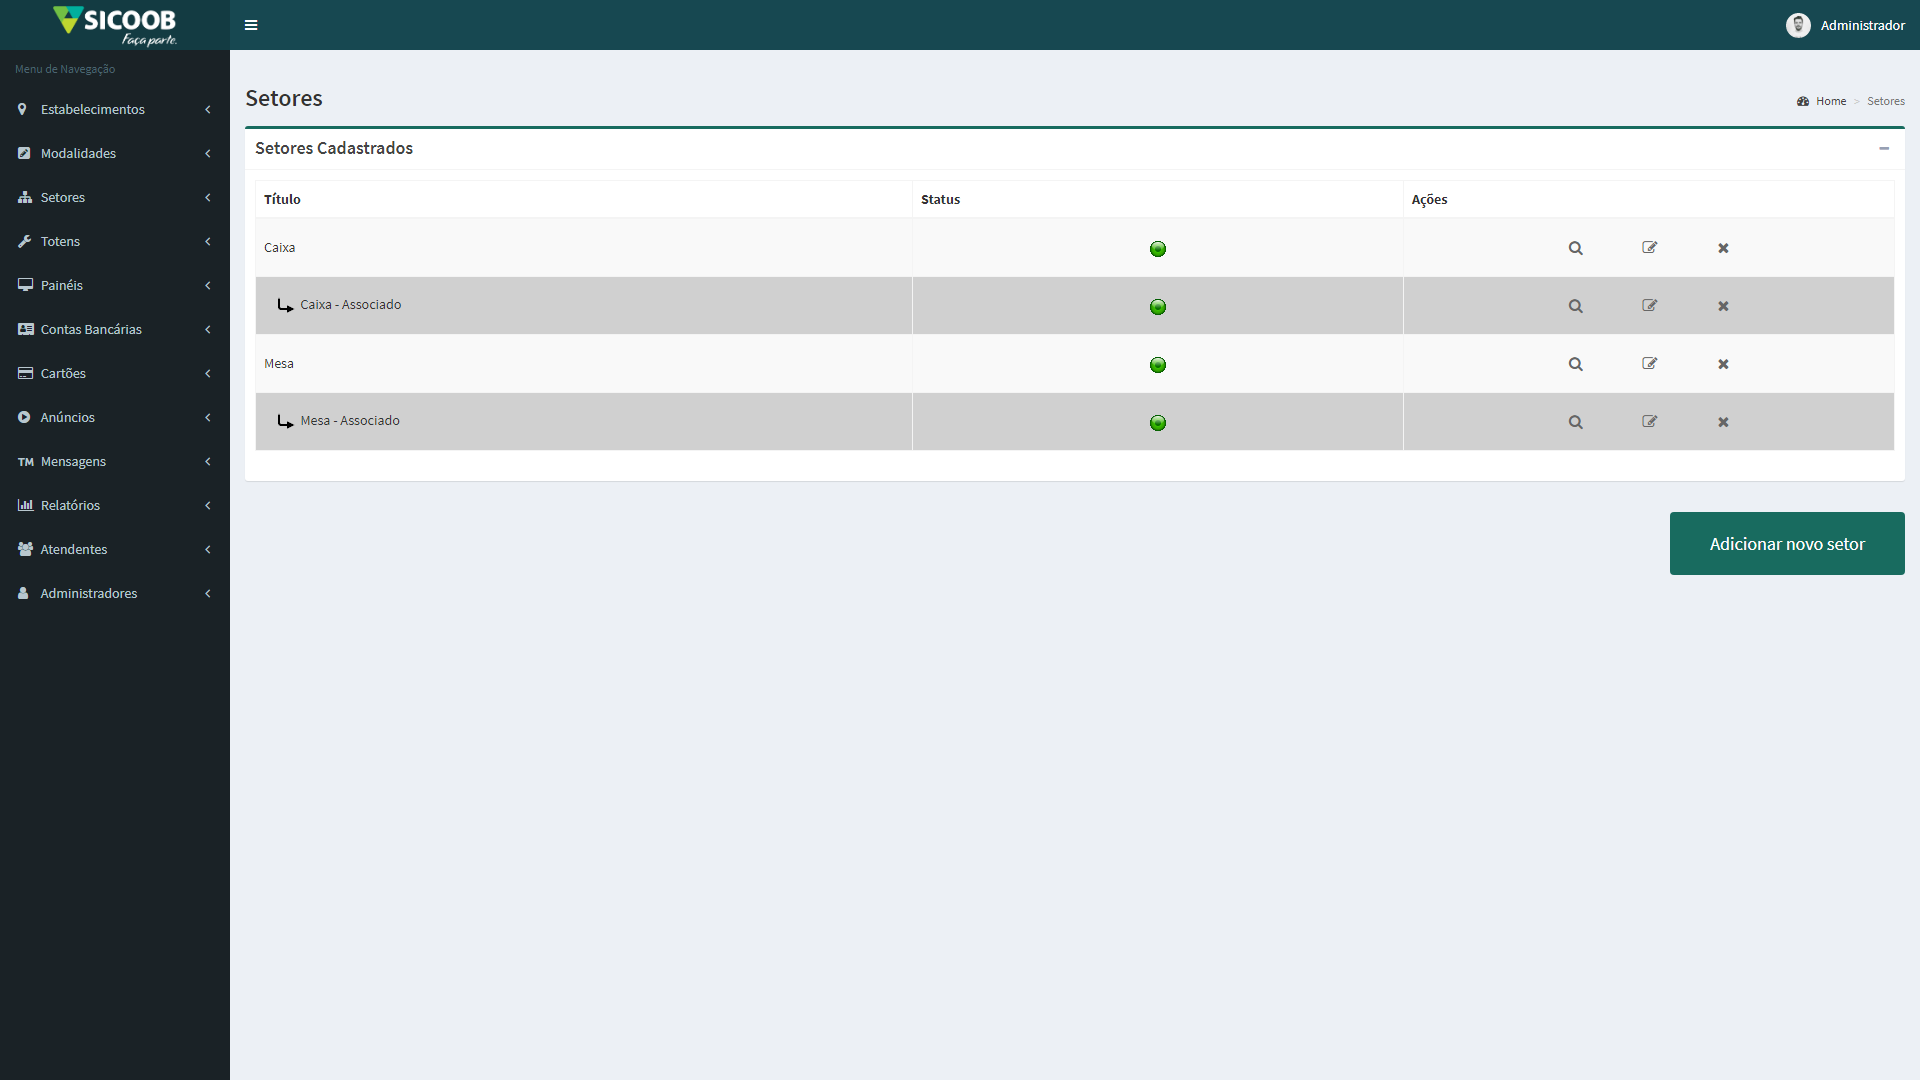 SICOOB
Faça parte.
Administrador
Menu de Navegação
Estabelecimentos
Modalidades
Setores
Totens
Painéis
Contas Bancárias
Cartões
Anúncios
TM Mensagens
Relatórios
Atendentes
Administradores
Setores
Home > Setores
Setores Cadastrados
Título Status Ações
Caixa
Caixa - Associado
Mesa
Mesa - Associado
Adicionar novo setor